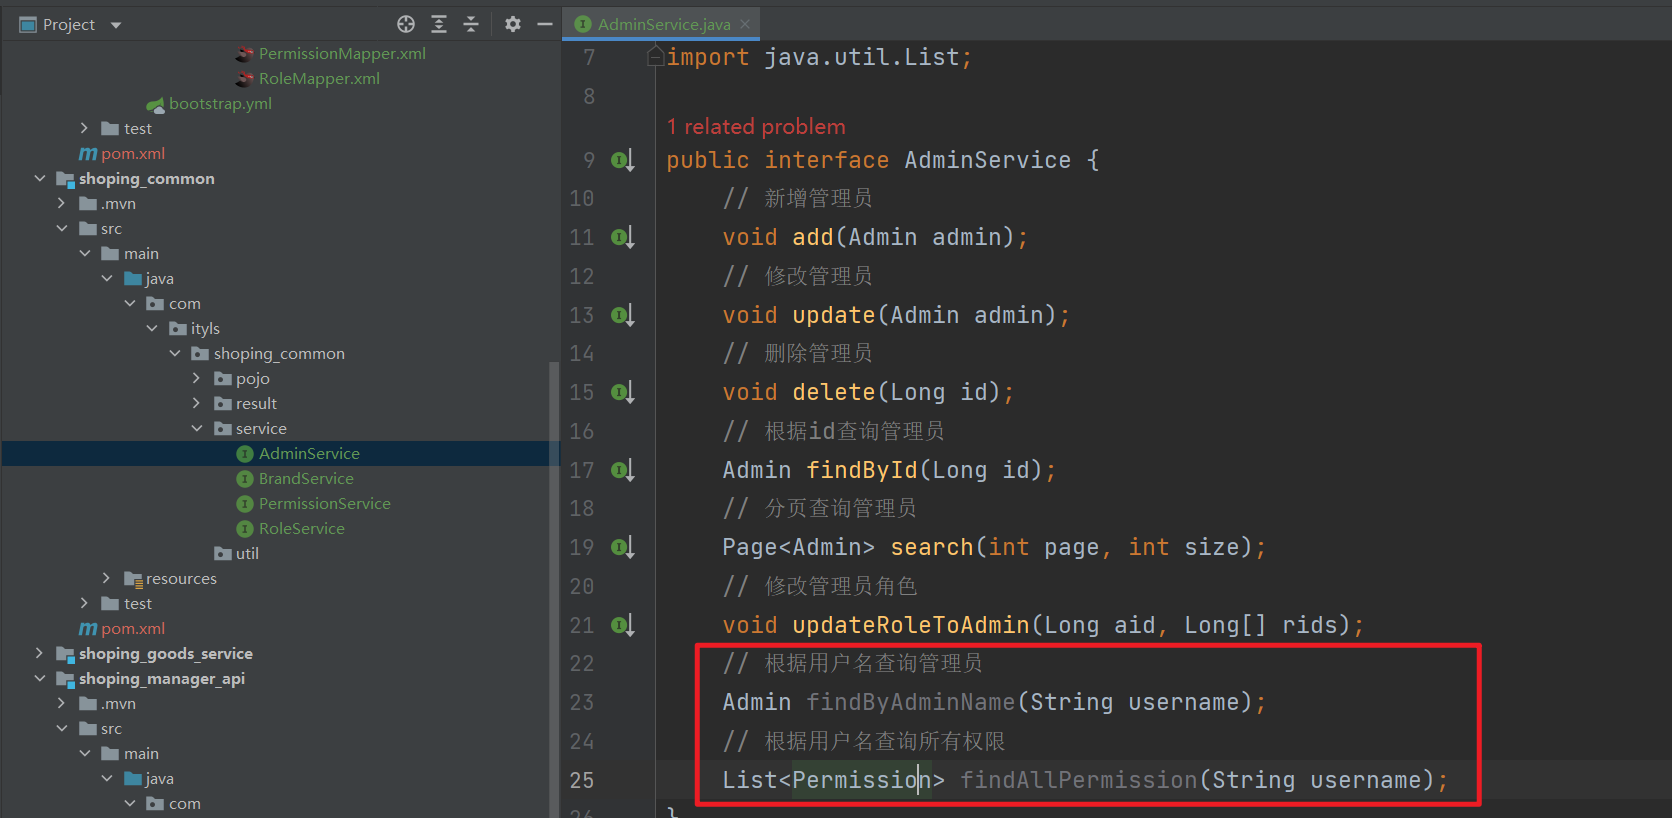 Project
AdminService.java
PermissionMapper.xml
RoleMapper.xml
bootstrap.yml
test
pom.xml
shoping_common
.mvn
src
main
java
com
ityls
shoping_common
pojo
result
service
AdminService
BrandService
PermissionService
RoleService
util
resources
test
pom.xml
shoping_goods_service
shoping_manager_api
.mvn
src
main
java
com
7 import java.util.List;
8
1 related problem
9 public interface AdminService {
10 // 新增管理员
11 void add(Admin admin);
12 // 修改管理员
13 void update(Admin admin);
14 // 删除管理员
15 void delete(Long id);
16 // 根据id查询管理员
17 Admin findById(Long id);
18 // 分页查询管理员
19 Page<Admin> search(int page, int size);
20 // 修改管理员角色
21 void updateRoleToAdmin(Long aid, Long[] rids);
22 // 根据用户名查询管理员
23 Admin findByAdminName(String username);
24 // 根据用户名查询所有权限
25 List<Permission> findAllPermission(String username);
26 }